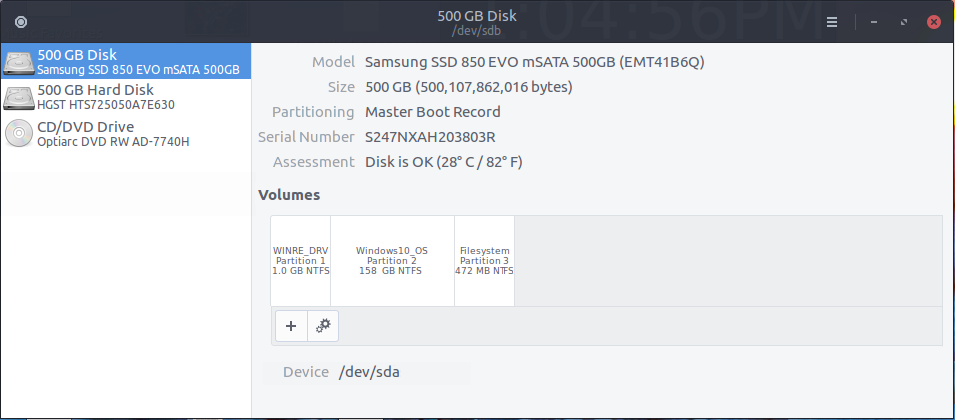 :04:56PM
500 GB Disk
/dev/sdb
500 GB Disk
Samsung SSD 850 EVO mSATA 500GB
500 GB Hard Disk
HGST HTS725050A7E630
CD/DVD Drive
Optiarc DVD RW AD-7740H
Model Samsung SSD 850 EVO mSATA 500GB (EMT41B6Q)
Size 500 GB (500,107,862,016 bytes)
Partitioning Master Boot Record
Serial Number S247NXAH203803R
Assessment Disk is OK (28° C / 82° F)
Volumes
WINRE_DRV
Partition 1
1.0 GB NTFS
Windows10_OS
Partition 2
158 GB NTFS
Filesystem
Partition 3
472 MB NTFS
Device /dev/sda